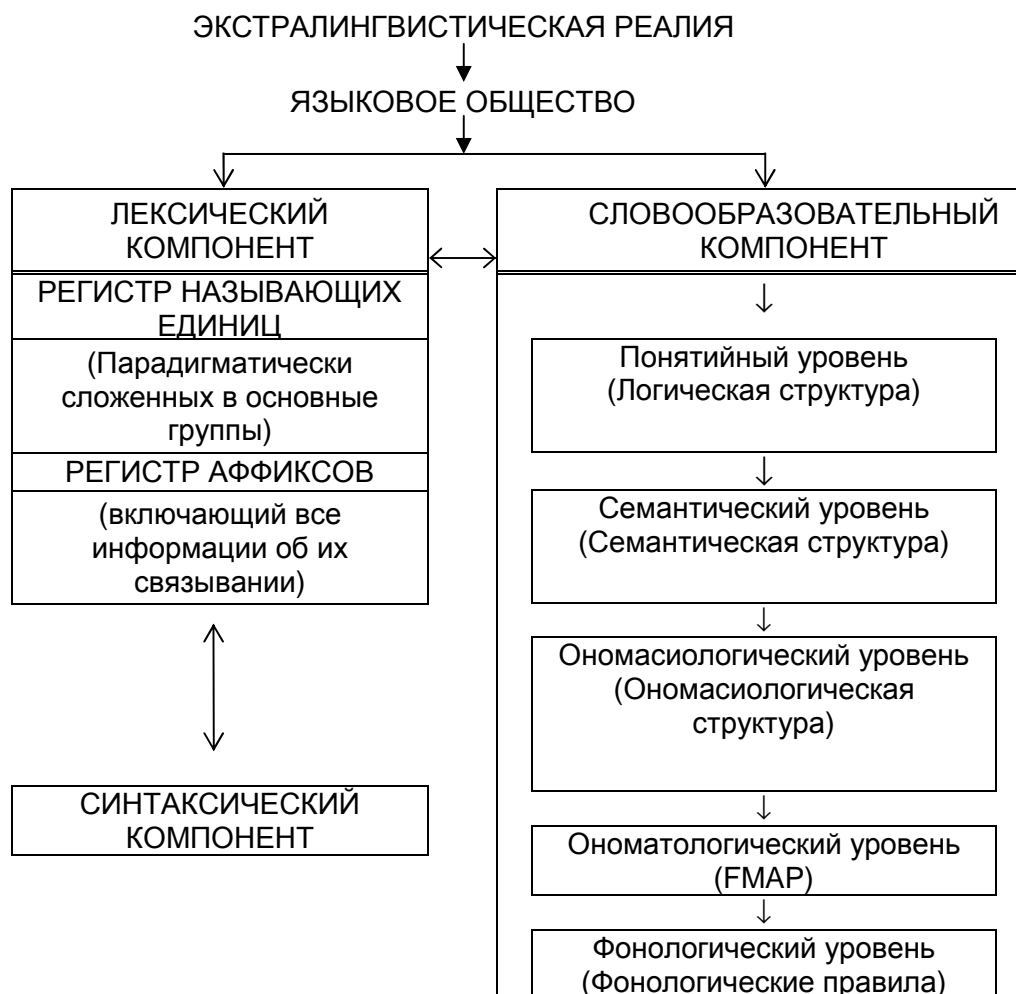 ЭКСТРАЛИНГВИСТИЧЕСКАЯ РЕАЛИЯ
ЯЗЫКОВОЕ ОБЩЕСТВО
ЛЕКСИЧЕСКИЙ
КОМПОНЕНТ
РЕГИСТР НАЗЫВАЮЩИХ
ЕДИНИЦ
(Парадигматически
сложенных в основные
группы)
РЕГИСТР АФФИКСОВ
(включающий все
информации об их
связывании)
СИНТАКСИЧЕСКИЙ
КОМПОНЕНТ
СЛОВООБРАЗОВАТЕЛЬНЫЙ
КОМПОНЕНТ
Понятийный уровень
(Логическая структура)
Семантический уровень
(Семантическая структура)
Ономасиологический уровень
(Ономасиологическая
структура)
Ономатологический уровень
(FMAP)
Фонологический уровень
(Фонологические правила)